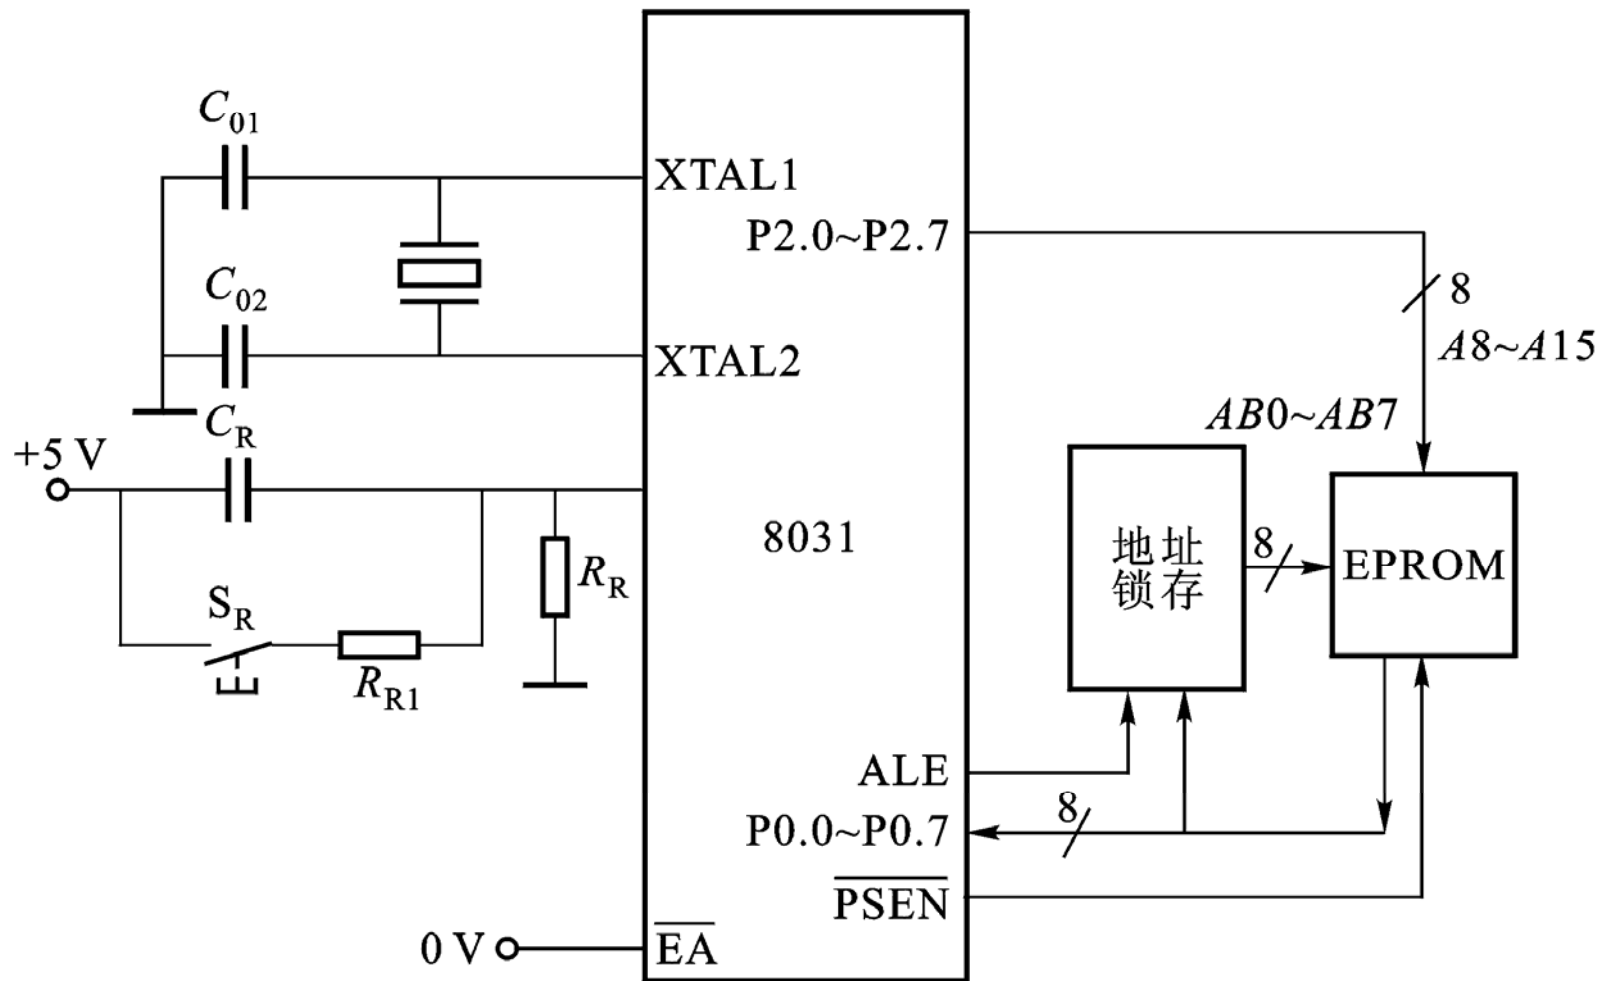 C01
XTAL1
P2.0~P2.7
C02
8
A8~A15
XTAL2
AB0~AB7
CR
+5 V
8031
地址
锁存
8
EPROM
RR
SR
RR1
ALE
8
P0.0~P0.7
PSEN
0 V
EA